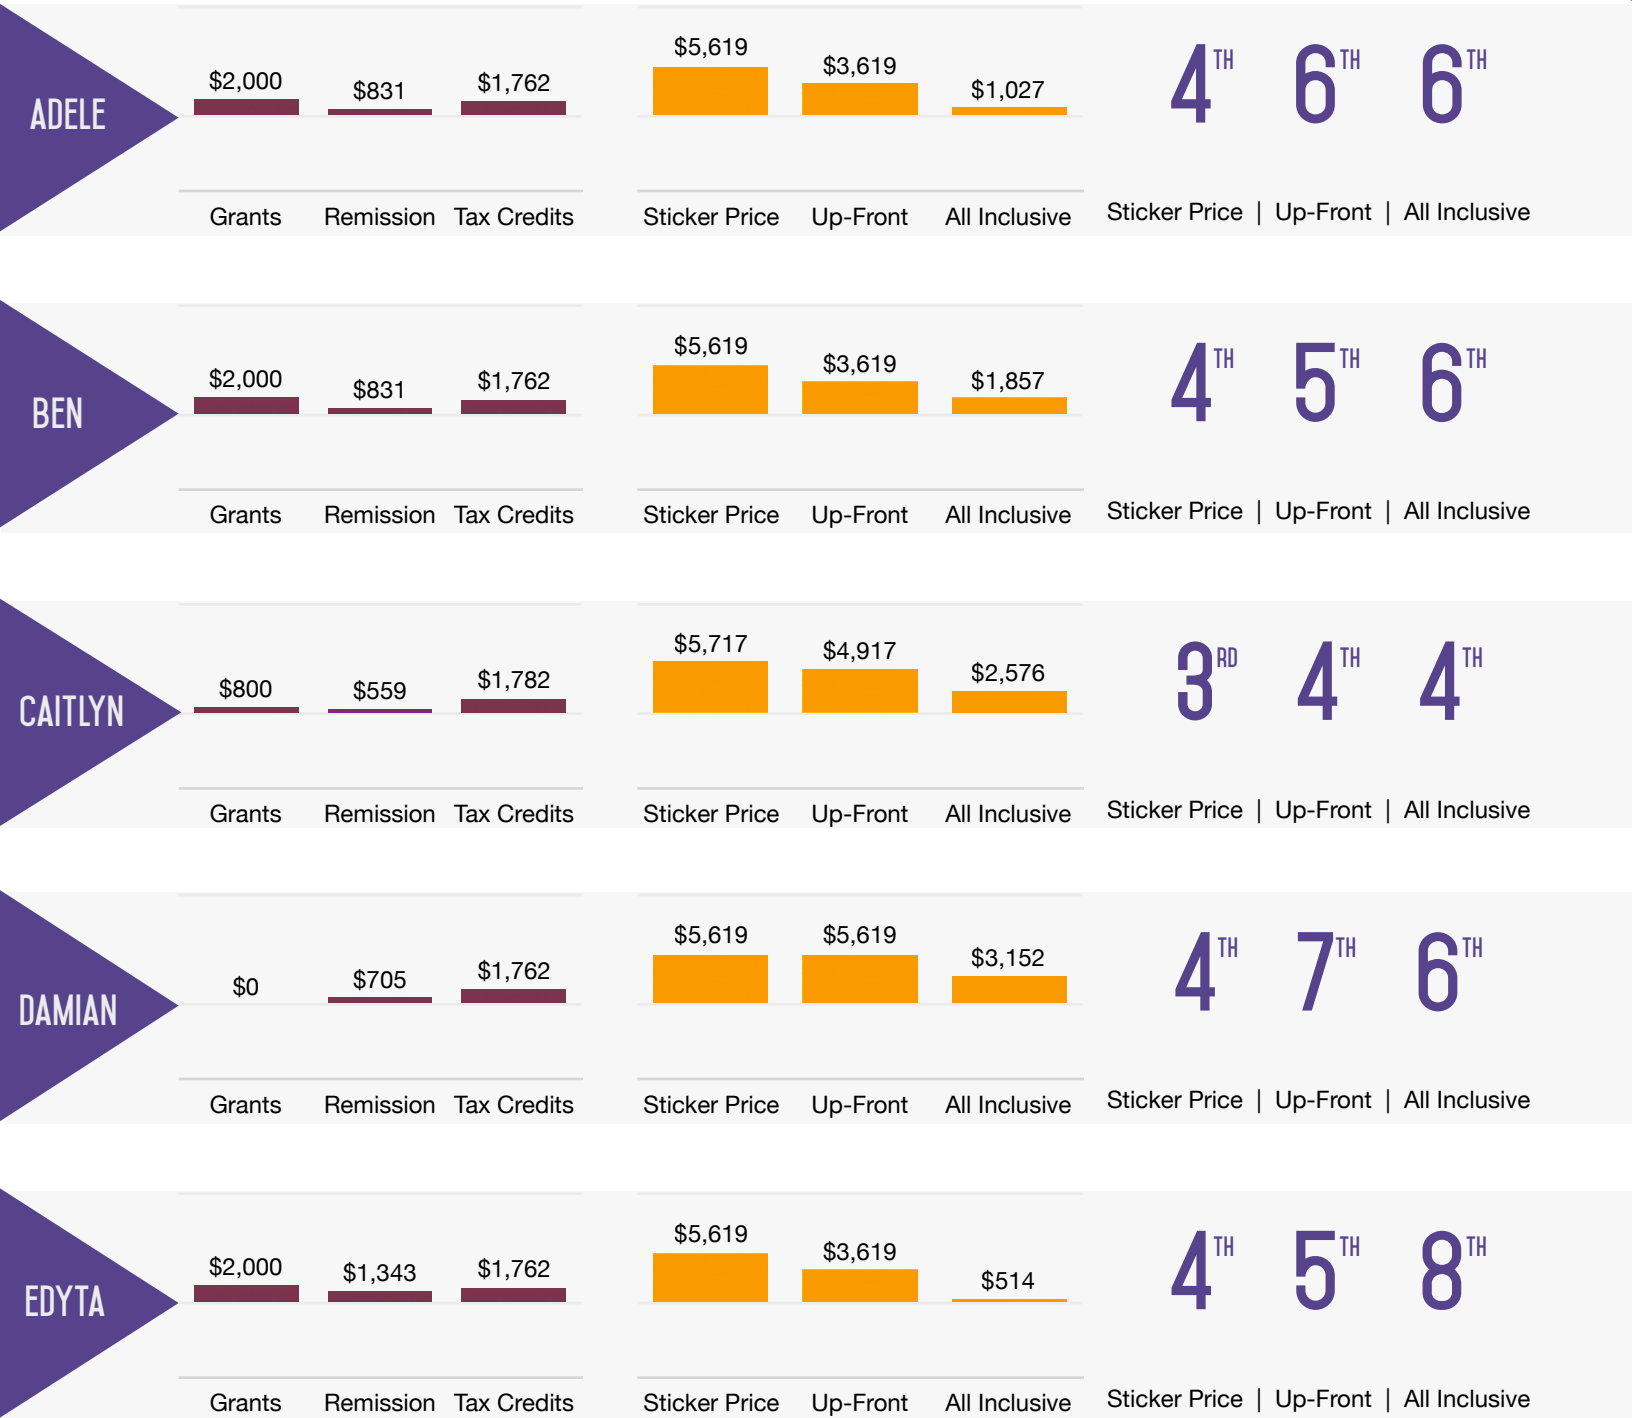 ADELE
$2,000 $831 $1,762
Grants Remission Tax Credits
$5,619 $3,619 $1,027
Sticker Price Up-Front All Inclusive
4TH 6TH 6TH
Sticker Price | Up-Front | All Inclusive
BEN
$2,000 $831 $1,762
Grants Remission Tax Credits
$5,619 $3,619 $1,857
Sticker Price Up-Front All Inclusive
4TH 5TH 6TH
Sticker Price | Up-Front | All Inclusive
CAITLYN
$800 $559 $1,782
Grants Remission Tax Credits
$5,717 $4,917 $2,576
Sticker Price Up-Front All Inclusive
3RD 4TH 4TH
Sticker Price | Up-Front | All Inclusive
DAMIAN
$0 $705 $1,762
Grants Remission Tax Credits
$5,619 $5,619 $3,152
Sticker Price Up-Front All Inclusive
4TH 7TH 6TH
Sticker Price | Up-Front | All Inclusive
EDYTA
$2,000 $1,343 $1,762
Grants Remission Tax Credits
$5,619 $3,619 $514
Sticker Price Up-Front All Inclusive
4TH 5TH 8TH
Sticker Price | Up-Front | All Inclusive